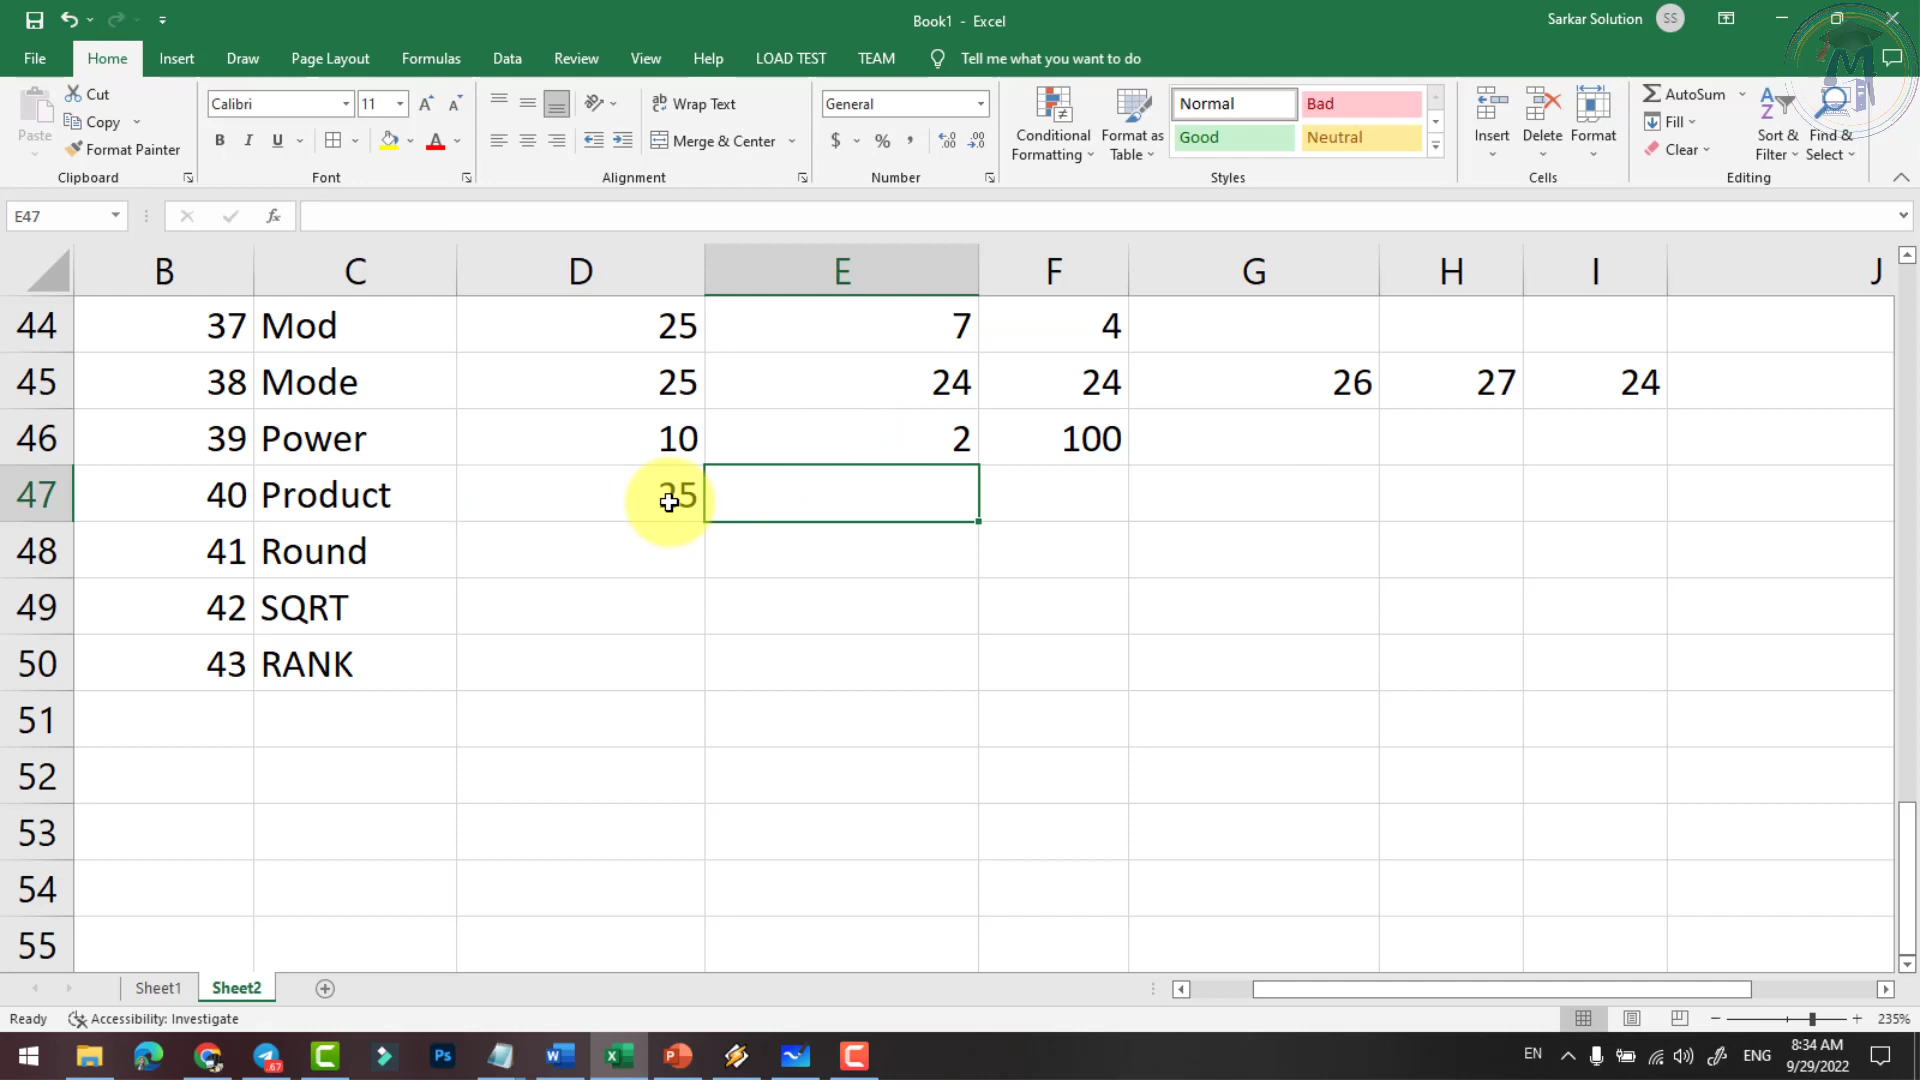 Book1 - Excel
Sarkar Solution
SS
File
Home
Insert
Draw
Page Layout
Formulas
Data
Review
View
Help
LOAD TEST
TEAM
Tell me what you want to do
Paste
Cut
Copy
Format Painter
Clipboard
Calibri
11
B I U
Font
Wrap Text
Merge & Center
Alignment
General
$ % ,
Number
Conditional Formatting
Format as Table
Normal
Bad
Good
Neutral
Styles
Insert
Delete
Format
Cells
AutoSum
Fill
Clear
Sort & Filter
Find & Select
Editing
E47
fx
B C D E F G H I J
44 37 Mod 25 7 4
45 38 Mode 25 24 24 26 27 24
46 39 Power 10 2 100
47 40 Product 25
48 41 Round
49 42 SQRT
50 43 RANK
51
52
53
54
55
Sheet1
Sheet2
Ready
Accessibility: Investigate
235%
EN
ENG
8:34 AM
9/29/2022